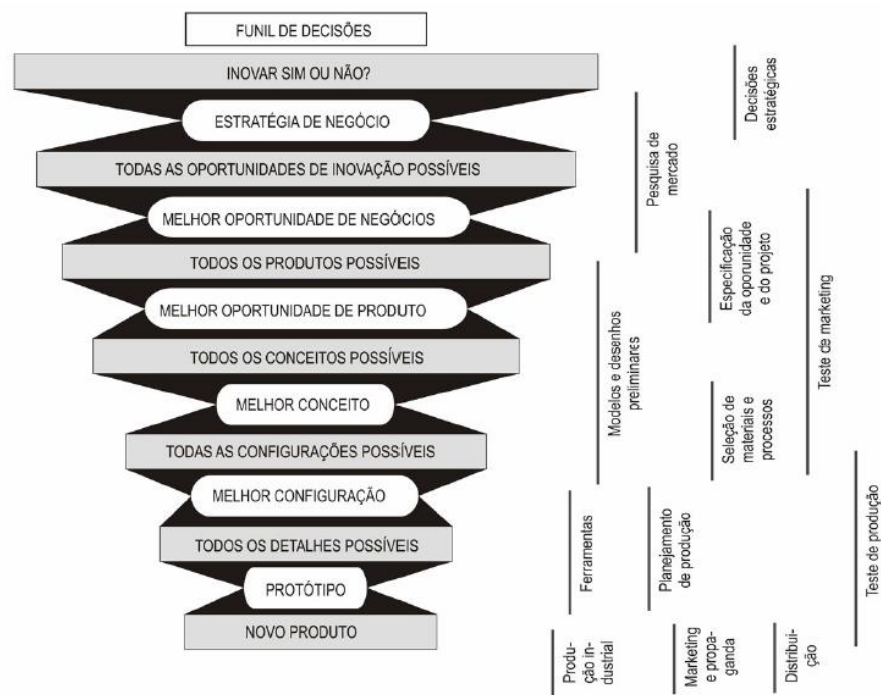 FUNIL DE DECISÕES
INOVAR SIM OU NÃO?
ESTRATÉGIA DE NEGÓCIO
TODAS AS OPORTUNIDADES DE INOVAÇÃO POSSÍVEIS
MELHOR OPORTUNIDADE DE NEGÓCIOS
TODOS OS PRODUTOS POSSÍVEIS
MELHOR OPORTUNIDADE DE PRODUTO
TODOS OS CONCEITOS POSSÍVEIS
MELHOR CONCEITO
TODAS AS CONFIGURAÇÕES POSSÍVEIS
MELHOR CONFIGURAÇÃO
TODOS OS DETALHES POSSÍVEIS
PROTÓTIPO
NOVO PRODUTO
Decisões
estratégicas
Pesquisa de
mercado
Especificação
da oporunidade
e do projeto
Teste de marketing
Modelos e desenhos
preliminares
Seleção de
materiais e
processos
Ferramentas
Planejamento
de produção
Teste de produção
Produ-
ção in-
dustrial
Marketing
e propa-
ganda
Distribui-
ção